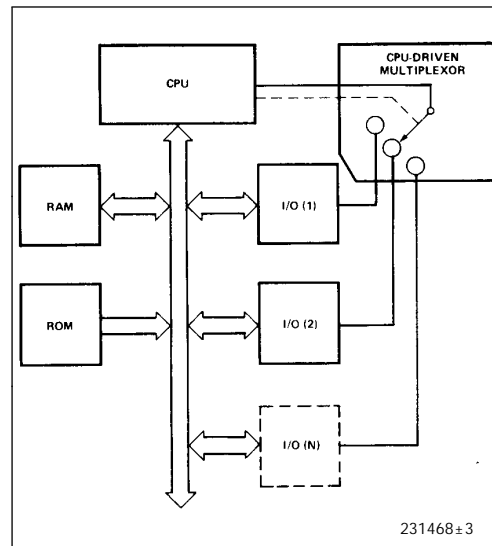 CPU-DRIVEN
MULTIPLEXOR
CPU
RAM
I/O (1)
ROM
I/O (2)
I/O (N)
231468±3